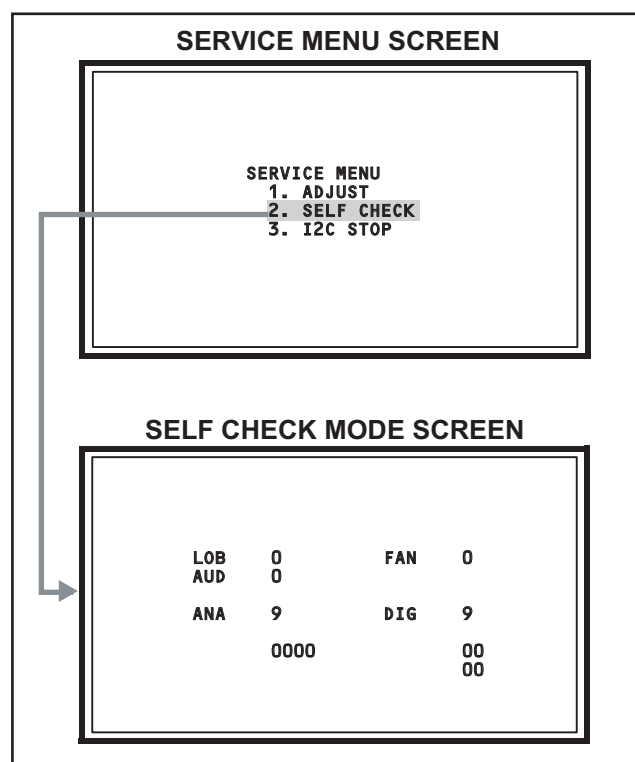 SERVICE MENU SCREEN
SERVICE MENU
1. ADJUST
2. SELF CHECK
3. I2C STOP
SELF CHECK MODE SCREEN
LOB 0 FAN 0
AUD 0
ANA 9 DIG 9
0000 00
00